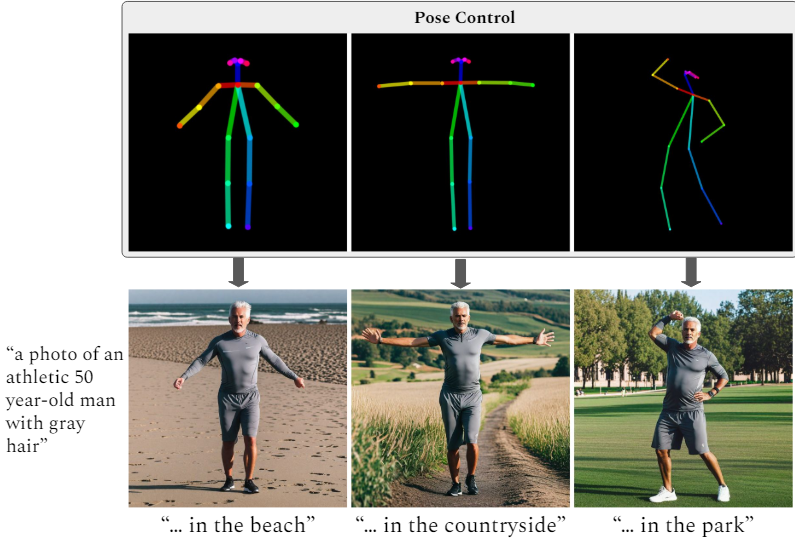 Pose Control
“a photo of an
athletic 50
year-old man
with gray
hair”
“... in the beach”
“... in the countryside”
“... in the park”